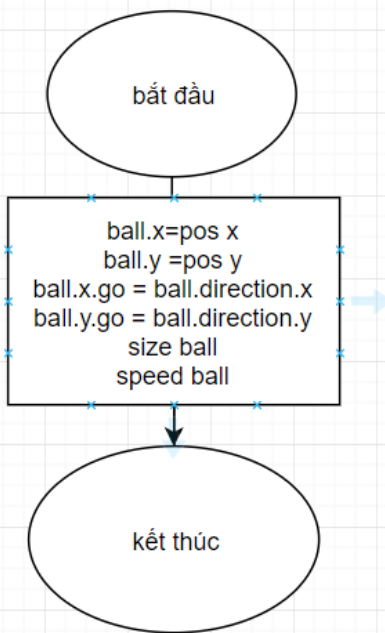 bắt đầu
ball.x=pos x
ball.y =pos y
ball.x.go = ball.direction.x
ball.y.go = ball.direction.y
size ball
speed ball
kết thúc